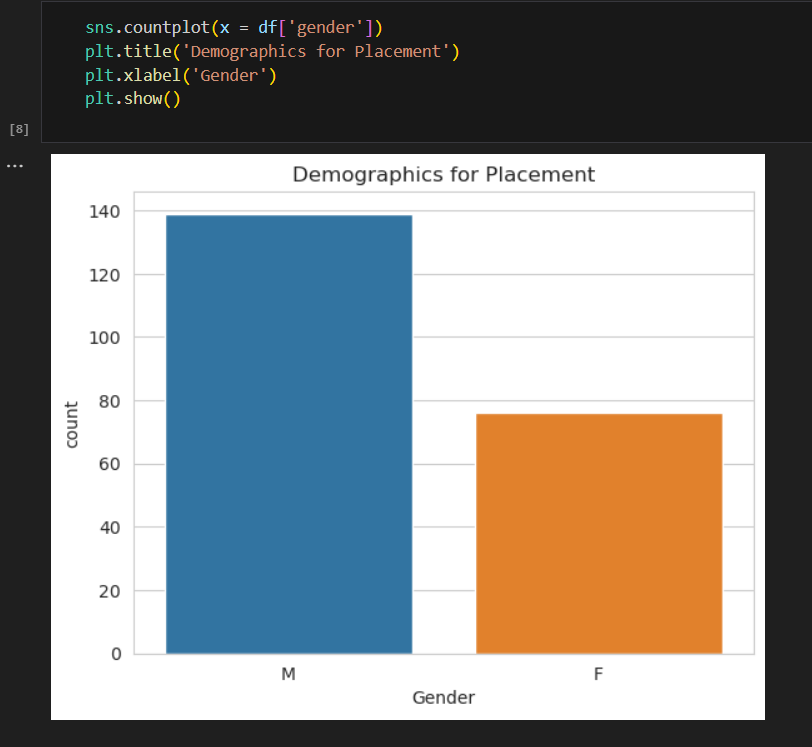 sns.countplot(x = df['gender'])
plt.title('Demographics for Placement')
plt.xlabel('Gender')
plt.show()
[8]
...
Demographics for Placement
140
120
100
80
60
40
20
0
count
M F
Gender